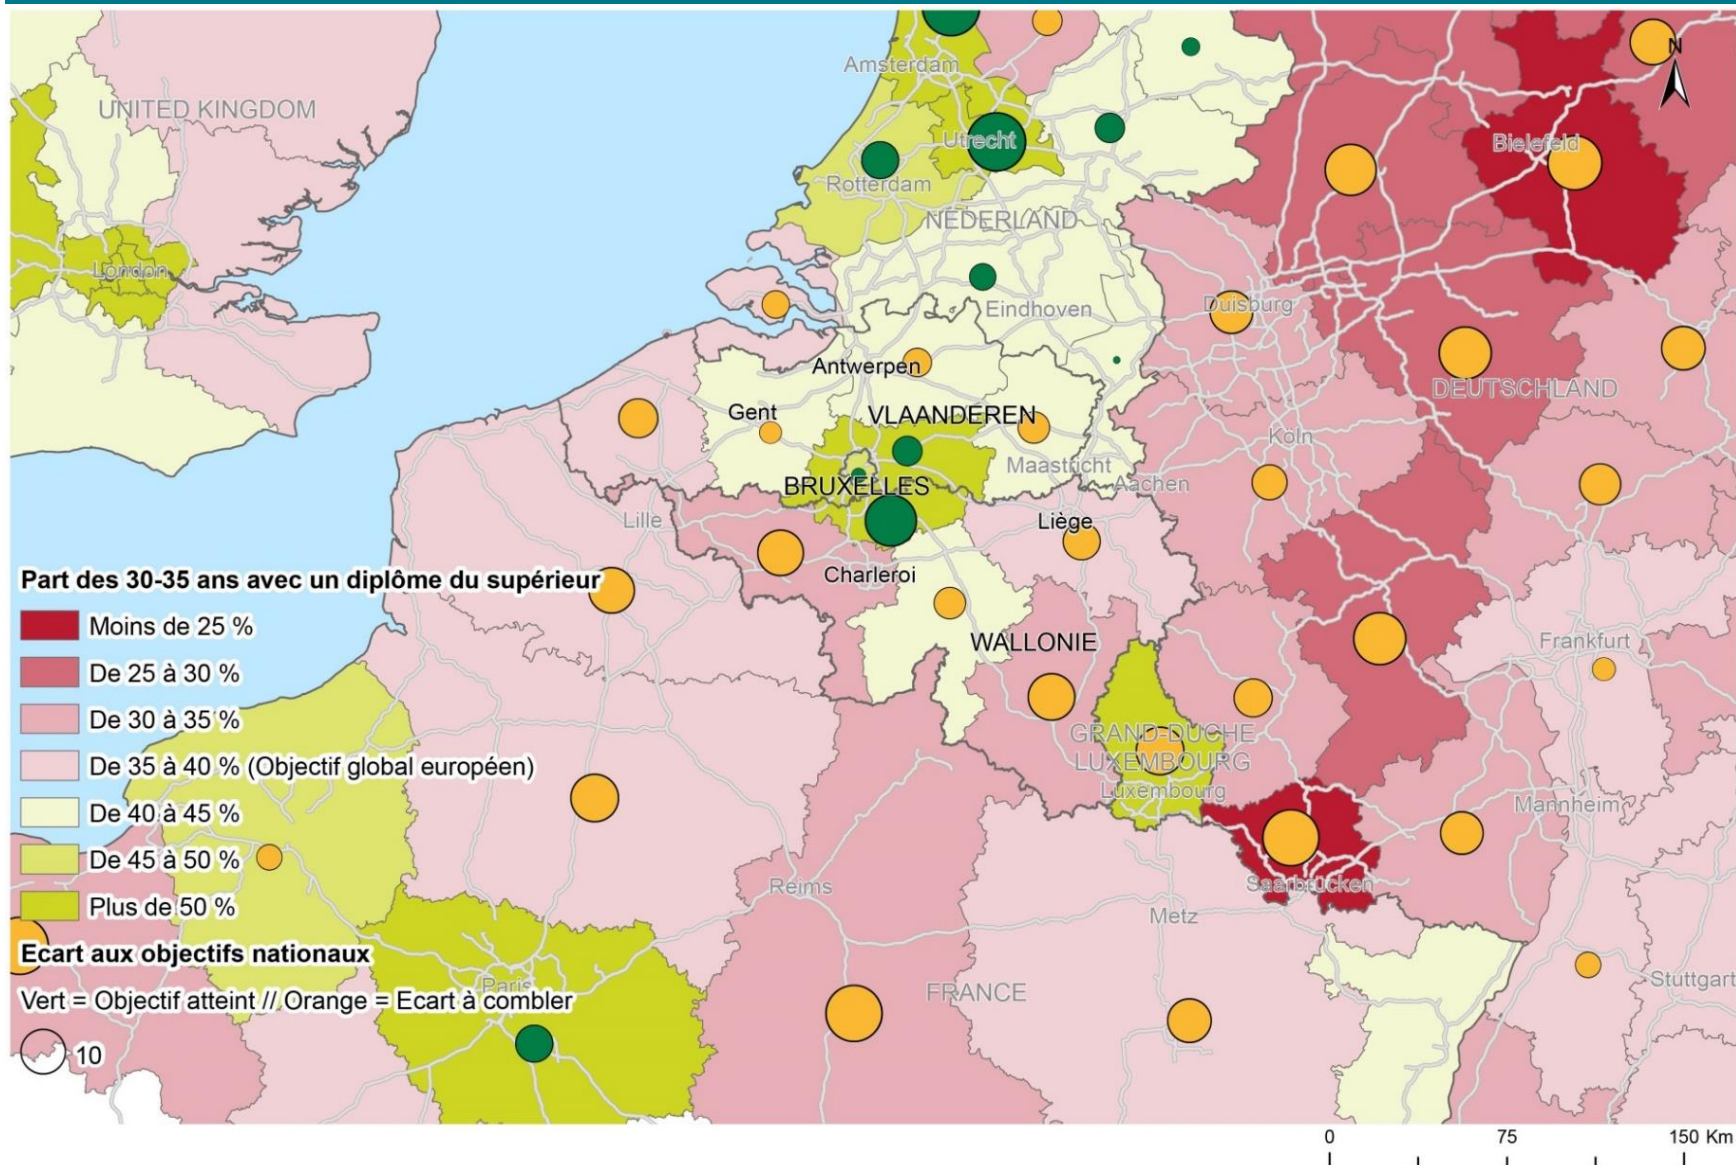 N
Amsterdam
UNITED KINGDOM
Utrecht
Bielefeld
Rotterdam
NEDERLAND
London
Eindhoven
Duisburg
Antwerpen
DEUTSCHLAND
Gent
VLAANDEREN
Köln
Maastricht
Aachen
BRUXELLES
Lille
Liège
Charleroi
WALLONIE
Frankfurt
GRAND-DUCHE
LUXEMBOURG
Luxembourg
Mannheim
Saarbrücken
Reims
Metz
Stuttgart
Paris
FRANCE
Part des 30-35 ans avec un diplôme du supérieur
Moins de 25 %
De 25 à 30 %
De 30 à 35 %
De 35 à 40 % (Objectif global européen)
De 40 à 45 %
De 45 à 50 %
Plus de 50 %
Ecart aux objectifs nationaux
Vert = Objectif atteint // Orange = Ecart à combler
10
0 75 150 Km